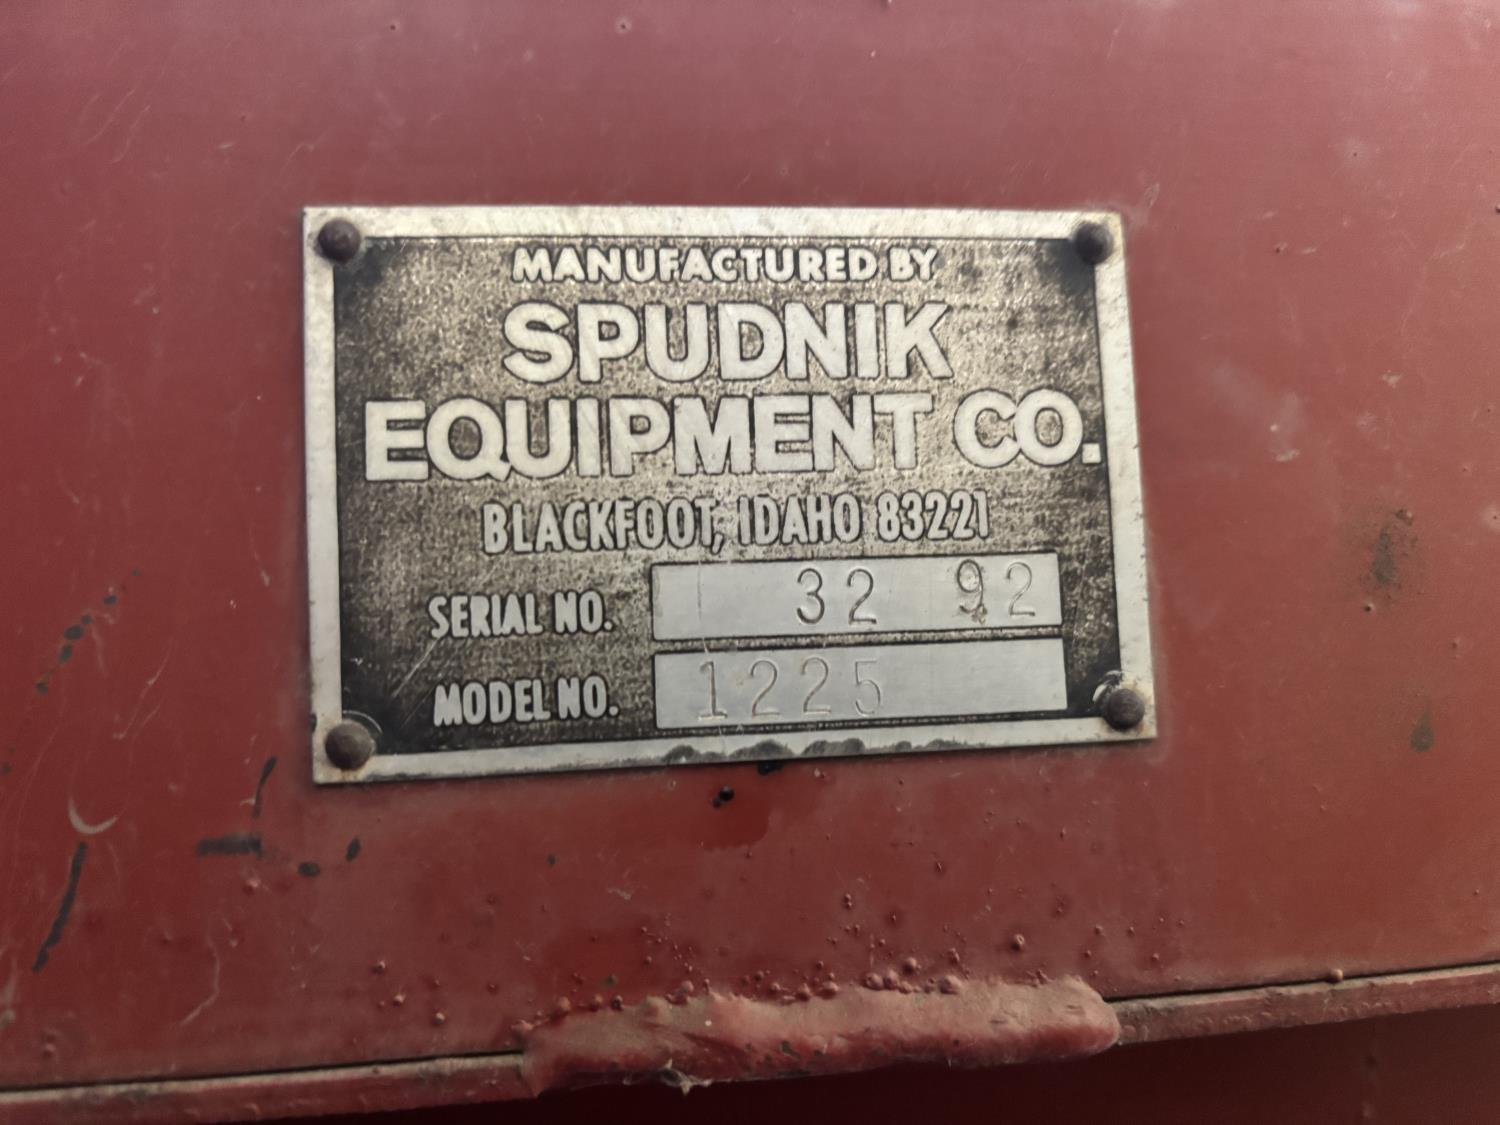 MANUFACTURED BY
SPUDNIK
EQUIPMENT CO.
BLACKFOOT, IDAHO 83221
SERIAL NO. 32 92
MODEL NO. 1225